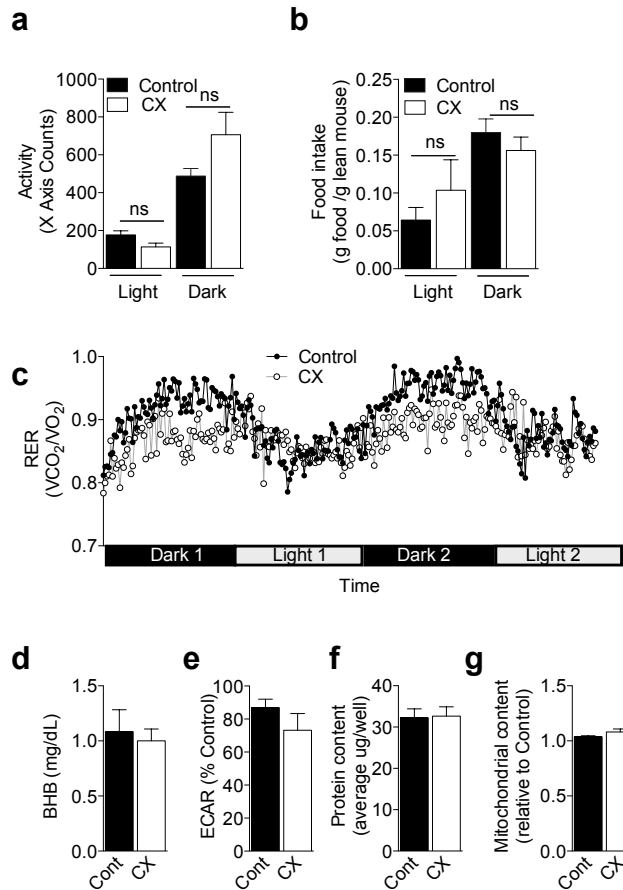 a
1000
800
600
400
200
0
Activity
(X Axis Counts)
Control
CX
ns
ns
Light
Dark
b
0.25
0.20
0.15
0.10
0.05
0.00
Food intake
(g food /g lean mouse)
Control
CX
ns
ns
Light
Dark
c
1.0
0.9
0.8
0.7
RER
(VCO₂/VO₂)
Control
CX
Dark 1
Light 1
Dark 2
Light 2
Time
d
1.5
1.0
0.5
0.0
BHB (mg/dL)
Cont
CX
e
100
80
60
40
20
0
ECAR (% Control)
Cont
CX
f
40
30
20
10
0
Protein content
(average ug/well)
Cont
CX
g
1.5
1.0
0.5
0.0
Mitochondrial content
(relative to Control)
Cont
CX